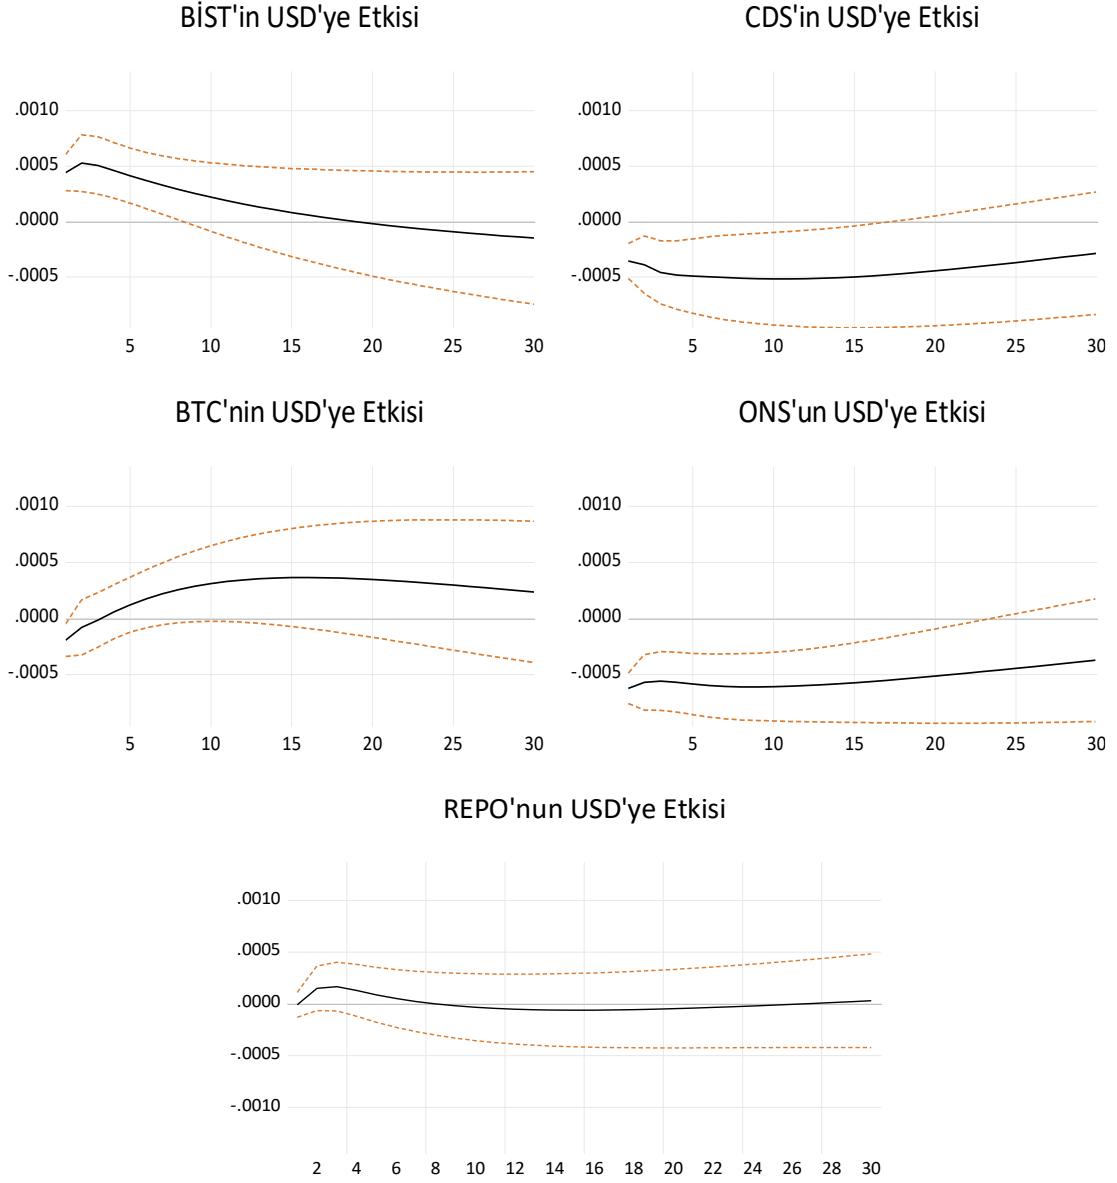 BİST'in USD'ye Etkisi
.0010
.0005
.0000
-.0005
5 10 15 20 25 30
CDS'in USD'ye Etkisi
.0010
.0005
.0000
-.0005
5 10 15 20 25 30
BTC'nin USD'ye Etkisi
.0010
.0005
.0000
-.0005
5 10 15 20 25 30
ONS'un USD'ye Etkisi
.0010
.0005
.0000
-.0005
5 10 15 20 25 30
REPO'nun USD'ye Etkisi
.0010
.0005
.0000
-.0005
-.0010
2 4 6 8 10 12 14 16 18 20 22 24 26 28 30